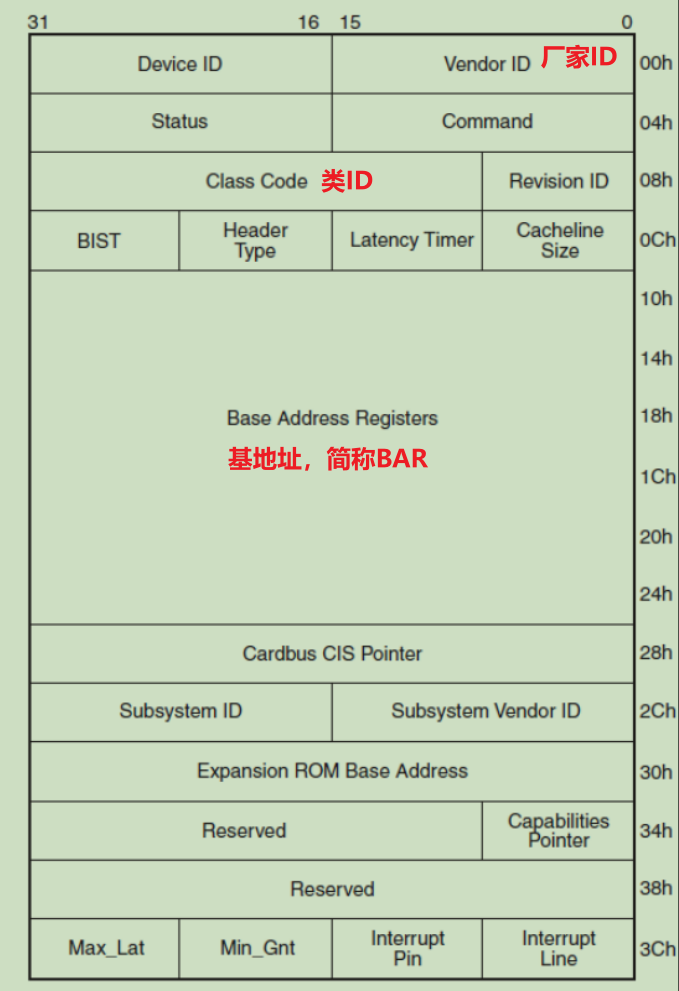 31 16 15 0
Device ID Vendor ID 厂家ID 00h
Status Command 04h
Class Code 类ID Revision ID 08h
BIST Header Type Latency Timer Cacheline Size 0Ch
10h
14h
Base Address Registers 18h
基地址，简称BAR
1Ch
20h
24h
Cardbus CIS Pointer 28h
Subsystem ID Subsystem Vendor ID 2Ch
Expansion ROM Base Address 30h
Reserved Capabilities Pointer 34h
Reserved 38h
Max_Lat Min_Gnt Interrupt Pin Interrupt Line 3Ch